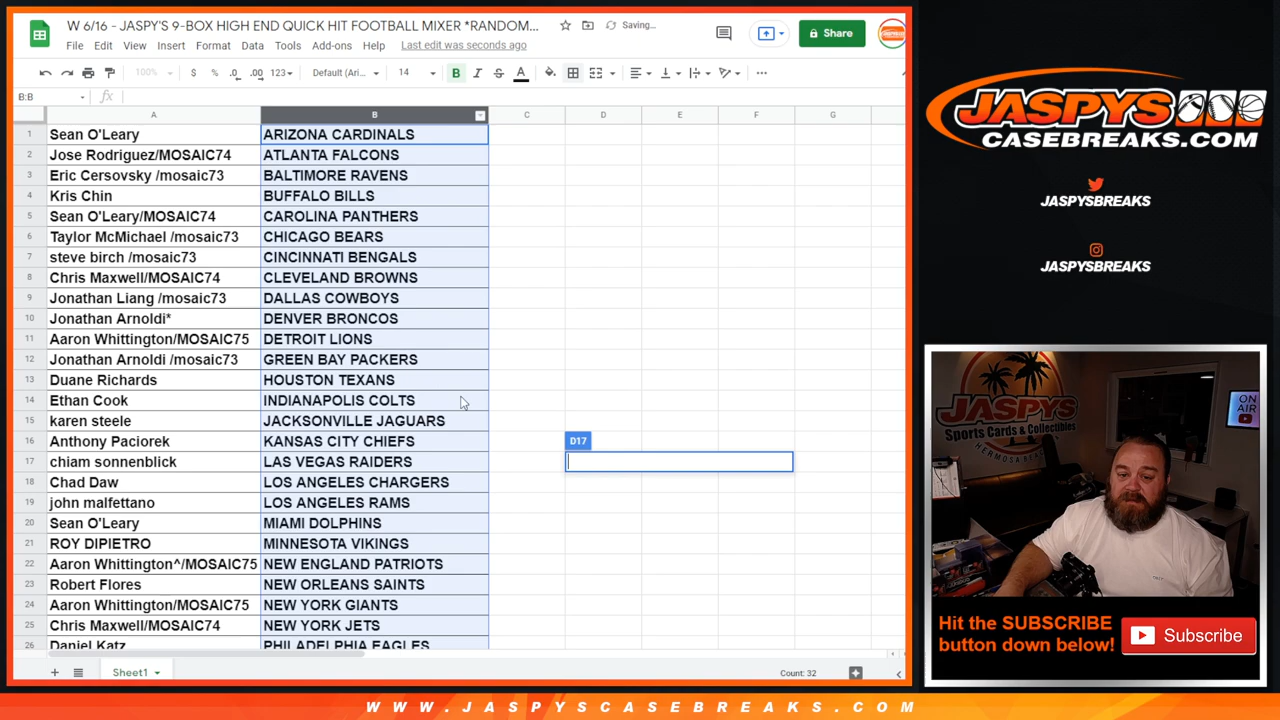 W 6/16 - JASPY'S 9-BOX HIGH END QUICK HIT FOOTBALL MIXER *RANDOM...
Saving...
Share
File Edit View Insert Format Data Tools Add-ons Help Last edit was seconds ago
100% $ % .0 .00 123 Default (Ari... 14 B I S A
B:B fx
A B C D E F G
1 Sean O'Leary ARIZONA CARDINALS
2 Jose Rodriguez/MOSAIC74 ATLANTA FALCONS
3 Eric Cersovsky /mosaic73 BALTIMORE RAVENS
4 Kris Chin BUFFALO BILLS
5 Sean O'Leary/MOSAIC74 CAROLINA PANTHERS
6 Taylor McMichael /mosaic73 CHICAGO BEARS
7 steve birch /mosaic73 CINCINNATI BENGALS
8 Chris Maxwell/MOSAIC74 CLEVELAND BROWNS
9 Jonathan Liang /mosaic73 DALLAS COWBOYS
10 Jonathan Arnoldi* DENVER BRONCOS
11 Aaron Whittington/MOSAIC75 DETROIT LIONS
12 Jonathan Arnoldi /mosaic73 GREEN BAY PACKERS
13 Duane Richards HOUSTON TEXANS
14 Ethan Cook INDIANAPOLIS COLTS
15 karen steele JACKSONVILLE JAGUARS
16 Anthony Paciorek KANSAS CITY CHIEFS
D17
17 chiam sonnenblick LAS VEGAS RAIDERS
18 Chad Daw LOS ANGELES CHARGERS
19 john malfettano LOS ANGELES RAMS
20 Sean O'Leary MIAMI DOLPHINS
21 ROY DIPIETRO MINNESOTA VIKINGS
22 Aaron Whittington^/MOSAIC75 NEW ENGLAND PATRIOTS
23 Robert Flores NEW ORLEANS SAINTS
24 Aaron Whittington/MOSAIC75 NEW YORK GIANTS
25 Chris Maxwell/MOSAIC74 NEW YORK JETS
26 Daniel Katz PHILADELPHIA EAGLES
Sheet1
Count: 32
JASPYS
CASEBREAKS.COM
JASPYSBREAKS
JASPYSBREAKS
JASPYS
Sports Cards & Collectibles
HERMOSA
ON
AIR
Hit the SUBSCRIBE
button down below!
Subscribe
WWW.JASPYSCASEBREAKS.COM